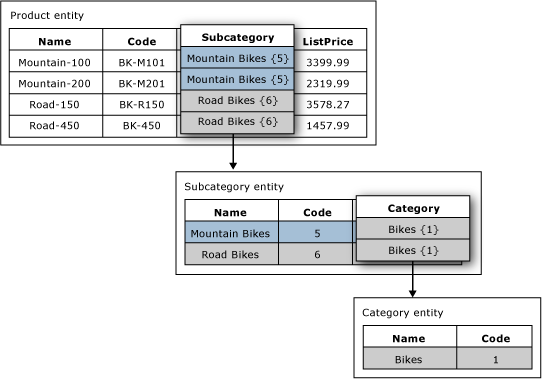 Product entity
Name Code Subcategory ListPrice
Mountain-100 BK-M101 Mountain Bikes {5} 3399.99
Mountain-200 BK-M201 Mountain Bikes {5} 2319.99
Road-150 BK-R150 Road Bikes {6} 3578.27
Road-450 BK-450 Road Bikes {6} 1457.99
Subcategory entity
Name Code Category
Mountain Bikes 5 Bikes {1}
Road Bikes 6 Bikes {1}
Category entity
Name Code
Bikes 1